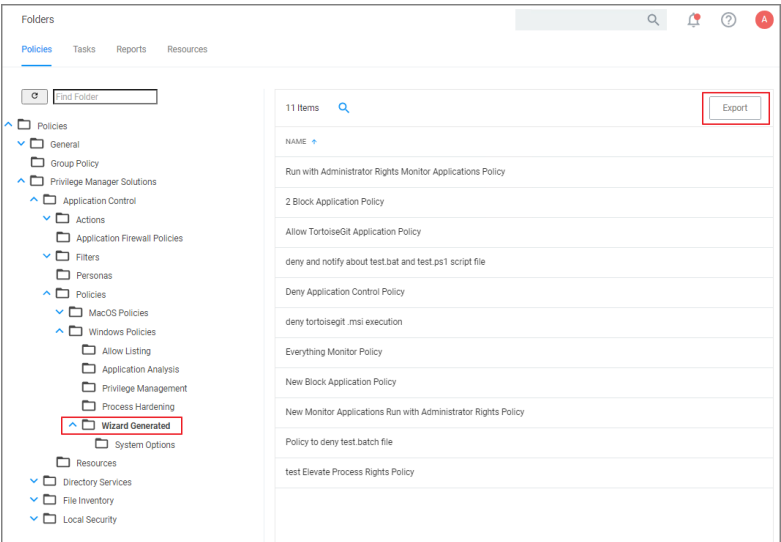 Folders
A
Policies Tasks Reports Resources
Find Folder
Policies
General
Group Policy
Privilege Manager Solutions
Application Control
Actions
Application Firewall Policies
Filters
Personas
Policies
MacOS Policies
Windows Policies
Allow Listing
Application Analysis
Privilege Management
Process Hardening
Wizard Generated
System Options
Resources
Directory Services
File Inventory
Local Security
11 Items
Export
NAME
Run with Administrator Rights Monitor Applications Policy
2 Block Application Policy
Allow TortoiseGit Application Policy
deny and notify about test.bat and test.ps1 script file
Deny Application Control Policy
deny tortoisegit .msi execution
Everything Monitor Policy
New Block Application Policy
New Monitor Applications Run with Administrator Rights Policy
Policy to deny test.batch file
test Elevate Process Rights Policy